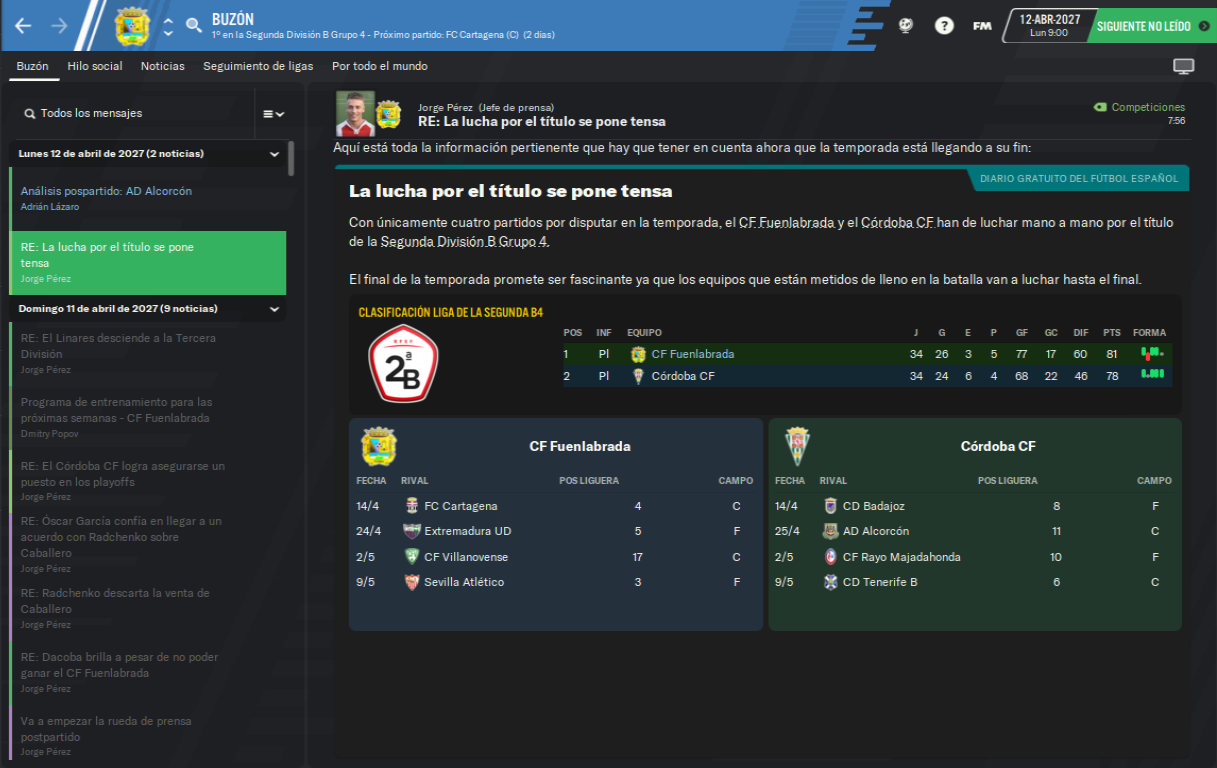 BUZÓN
1º en la Segunda División B Grupo 4 - Próximo partido: FC Cartagena (C) (2 dias)
FM
12-ABR-2027
Lun 9:00
SIGUIENTE NO LEÍDO
Buzón Hilo social Noticias Seguimiento de ligas Por todo el mundo
Todos los mensajes
Lunes 12 de abril de 2027 (2 noticias)
Análisis pospartido: AD Alcorcón
Adrián Lázaro
RE: La lucha por el título se pone
tensa
Jorge Pérez
Domingo 11 de abril de 2027 (9 noticias)
RE: El Linares desciende a la Tercera
División
Jorge Pérez
Programa de entrenamiento para las
próximas semanas - CF Fuenlabrada
Dmitry Popov
RE: El Córdoba CF logra asegurarse un
puesto en los playoffs
Jorge Pérez
RE: Óscar García confía en llegar a un
acuerdo con Radchenko sobre
Caballero
Jorge Pérez
RE: Radchenko descarta la venta de
Caballero
Jorge Pérez
RE: Dacoba brilla a pesar de no poder
ganar el CF Fuenlabrada
Jorge Pérez
Va a empezar la rueda de prensa
postpartido
Jorge Pérez
Jorge Pérez (Jefe de prensa)
RE: La lucha por el título se pone tensa
Competiciones
7:56
Aquí está toda la información pertienente que hay que tener en cuenta ahora que la temporada está llegando a su fin:
DIARIO GRATUITO DEL FÚTBOL ESPAÑOL
La lucha por el título se pone tensa
Con únicamente cuatro partidos por disputar en la temporada, el CF Fuenlabrada y el Córdoba CF han de luchar mano a mano por el título
de la Segunda División B Grupo 4.
El final de la temporada promete ser fascinante ya que los equipos que están metidos de lleno en la batalla van a luchar hasta el final.
CLASIFICACIÓN LIGA DE LA SEGUNDA B4
RFEF
2ªB
POS INF EQUIPO J G E P GF GC DIF PTS FORMA
1 Pl CF Fuenlabrada 34 26 3 5 77 17 60 81
2 Pl Córdoba CF 34 24 6 4 68 22 46 78
CF Fuenlabrada
FECHA RIVAL POS LIGUERA CAMPO
14/4 FC Cartagena 4 C
24/4 Extremadura UD 5 F
2/5 CF Villanovense 17 C
9/5 Sevilla Atlético 3 F
Córdoba CF
FECHA RIVAL POS LIGUERA CAMPO
14/4 CD Badajoz 8 F
25/4 AD Alcorcón 11 C
2/5 CF Rayo Majadahonda 10 F
9/5 CD Tenerife B 6 C